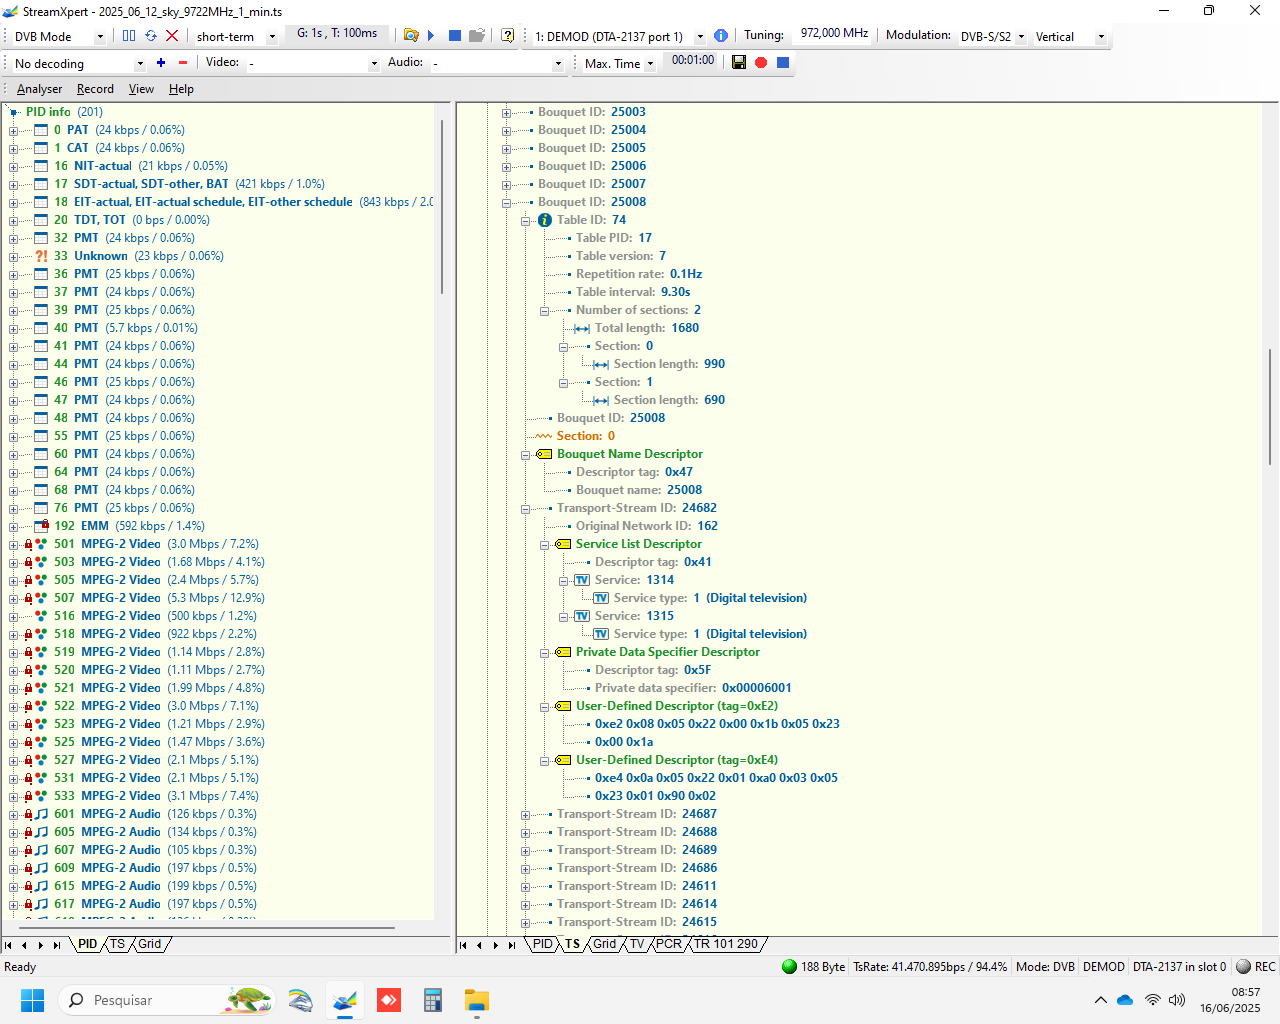 StreamXpert - 2025_06_12_sky_9722MHz_1_min.ts
DVB Mode short-term G: 1s , T: 100ms 1: DEMOD (DTA-2137 port 1) Tuning: 972,000 MHz Modulation: DVB-S/S2 Vertical
No decoding Video: - Audio: - Max. Time 00:01:00
Analyser Record View Help
PID info (201)
0 PAT (24 kbps / 0.06%)
1 CAT (24 kbps / 0.06%)
16 NIT-actual (21 kbps / 0.05%)
17 SDT-actual, SDT-other, BAT (421 kbps / 1.0%)
18 EIT-actual, EIT-actual schedule, EIT-other schedule (843 kbps / 2.0
20 TDT, TOT (0 bps / 0.00%)
32 PMT (24 kbps / 0.06%)
33 Unknown (23 kbps / 0.06%)
36 PMT (25 kbps / 0.06%)
37 PMT (24 kbps / 0.06%)
39 PMT (25 kbps / 0.06%)
40 PMT (5.7 kbps / 0.01%)
41 PMT (24 kbps / 0.06%)
44 PMT (24 kbps / 0.06%)
46 PMT (25 kbps / 0.06%)
47 PMT (24 kbps / 0.06%)
48 PMT (24 kbps / 0.06%)
55 PMT (25 kbps / 0.06%)
60 PMT (24 kbps / 0.06%)
64 PMT (24 kbps / 0.06%)
68 PMT (24 kbps / 0.06%)
76 PMT (25 kbps / 0.06%)
192 EMM (592 kbps / 1.4%)
501 MPEG-2 Video (3.0 Mbps / 7.2%)
503 MPEG-2 Video (1.68 Mbps / 4.1%)
505 MPEG-2 Video (2.4 Mbps / 5.7%)
507 MPEG-2 Video (5.3 Mbps / 12.9%)
516 MPEG-2 Video (500 kbps / 1.2%)
518 MPEG-2 Video (922 kbps / 2.2%)
519 MPEG-2 Video (1.14 Mbps / 2.8%)
520 MPEG-2 Video (1.11 Mbps / 2.7%)
521 MPEG-2 Video (1.99 Mbps / 4.8%)
522 MPEG-2 Video (3.0 Mbps / 7.1%)
523 MPEG-2 Video (1.21 Mbps / 2.9%)
525 MPEG-2 Video (1.47 Mbps / 3.6%)
527 MPEG-2 Video (2.1 Mbps / 5.1%)
531 MPEG-2 Video (2.1 Mbps / 5.1%)
533 MPEG-2 Video (3.1 Mbps / 7.4%)
601 MPEG-2 Audio (126 kbps / 0.3%)
605 MPEG-2 Audio (134 kbps / 0.3%)
607 MPEG-2 Audio (105 kbps / 0.3%)
609 MPEG-2 Audio (197 kbps / 0.5%)
615 MPEG-2 Audio (199 kbps / 0.5%)
617 MPEG-2 Audio (197 kbps / 0.5%)
PID TS Grid
Bouquet ID: 25003
Bouquet ID: 25004
Bouquet ID: 25005
Bouquet ID: 25006
Bouquet ID: 25007
Bouquet ID: 25008
Table ID: 74
Table PID: 17
Table version: 7
Repetition rate: 0.1Hz
Table interval: 9.30s
Number of sections: 2
Total length: 1680
Section: 0
Section length: 990
Section: 1
Section length: 690
Bouquet ID: 25008
Section: 0
Bouquet Name Descriptor
Descriptor tag: 0x47
Bouquet name: 25008
Transport-Stream ID: 24682
Original Network ID: 162
Service List Descriptor
Descriptor tag: 0x41
TV Service: 1314
TV Service type: 1 (Digital television)
TV Service: 1315
TV Service type: 1 (Digital television)
Private Data Specifier Descriptor
Descriptor tag: 0x5F
Private data specifier: 0x00006001
User-Defined Descriptor (tag=0xE2)
0xe2 0x08 0x05 0x22 0x00 0x1b 0x05 0x23
0x00 0x1a
User-Defined Descriptor (tag=0xE4)
0xe4 0x0a 0x05 0x22 0x01 0xa0 0x03 0x05
0x23 0x01 0x90 0x02
Transport-Stream ID: 24687
Transport-Stream ID: 24688
Transport-Stream ID: 24689
Transport-Stream ID: 24686
Transport-Stream ID: 24611
Transport-Stream ID: 24614
Transport-Stream ID: 24615
PID TS Grid TV PCR TR 101 290
Ready 188 Byte TsRate: 41.470.895bps / 94.4% Mode: DVB DEMOD DTA-2137 in slot 0 REC
Pesquisar
08:57
16/06/2025